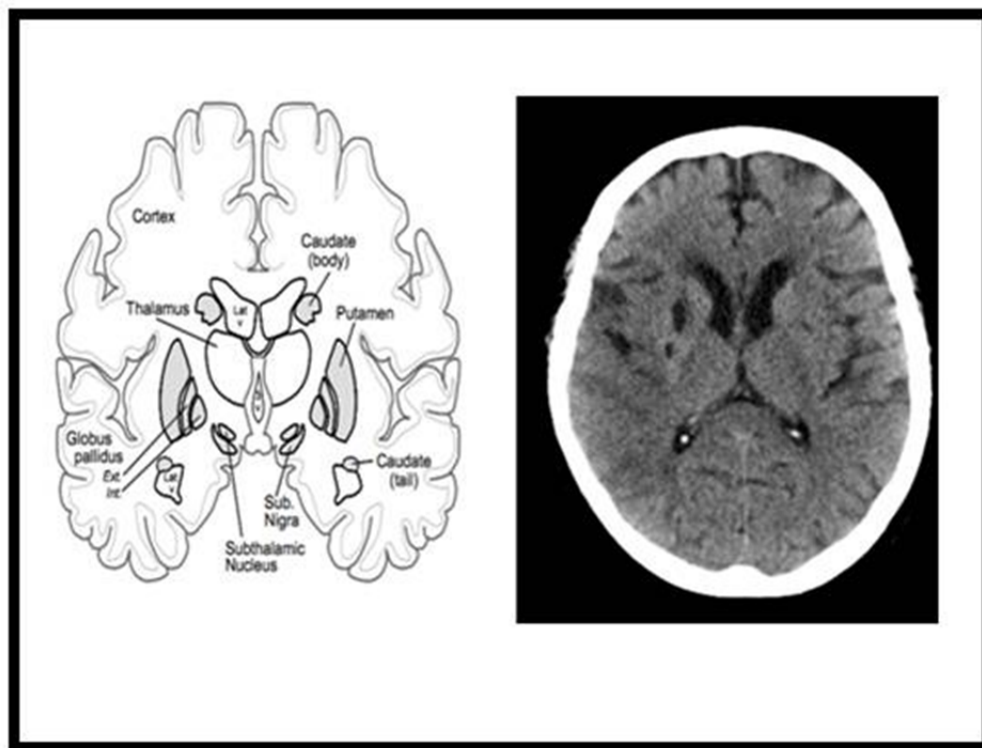 Cortex
Caudate
(body)
Thalamus
Lat
v
Putamen
Globus
pallidus
Ext.
Int.
Lat
v
Caudate
(tail)
Sub.
Nigra
Subthalamic
Nucleus